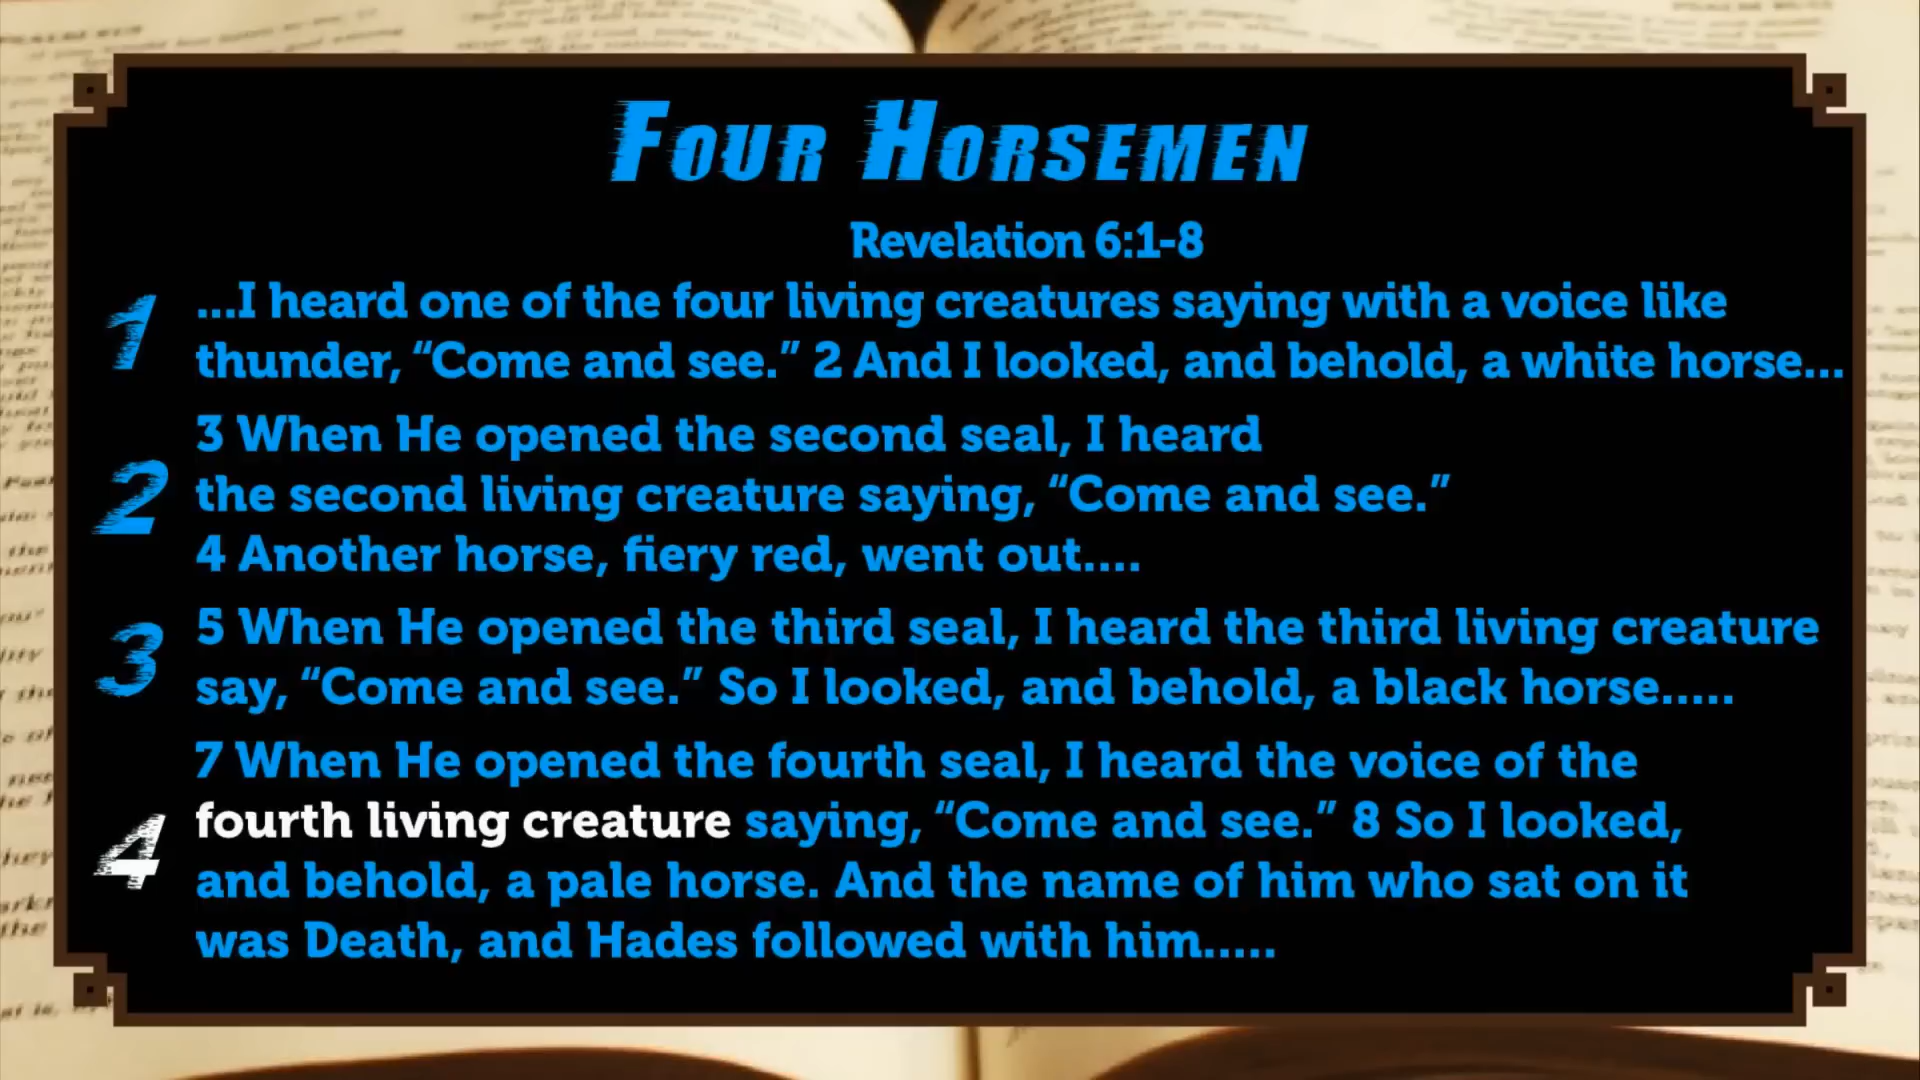 Four Horsemen
Revelation 6:1-8
1
...I heard one of the four living creatures saying with a voice like
thunder, “Come and see.” 2 And I looked, and behold, a white horse...
2
3 When He opened the second seal, I heard
the second living creature saying, “Come and see.”
4 Another horse, fiery red, went out....
3
5 When He opened the third seal, I heard the third living creature
say, “Come and see.” So I looked, and behold, a black horse.....
4
7 When He opened the fourth seal, I heard the voice of the
fourth living creature saying, “Come and see.” 8 So I looked,
and behold, a pale horse. And the name of him who sat on it
was Death, and Hades followed with him.....